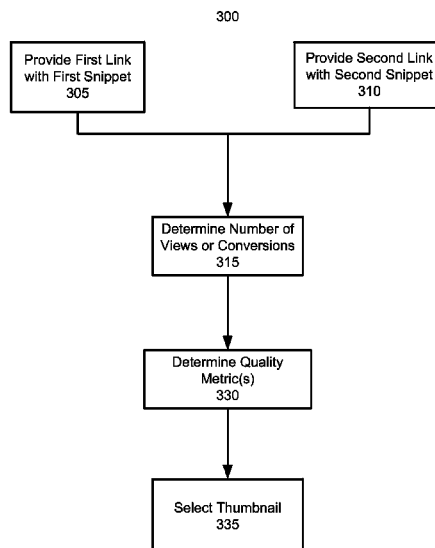 300
Provide First Link
with First Snippet
305
Provide Second Link
with Second Snippet
310
Determine Number of
Views or Conversions
315
Determine Quality
Metric(s)
330
Select Thumbnail
335